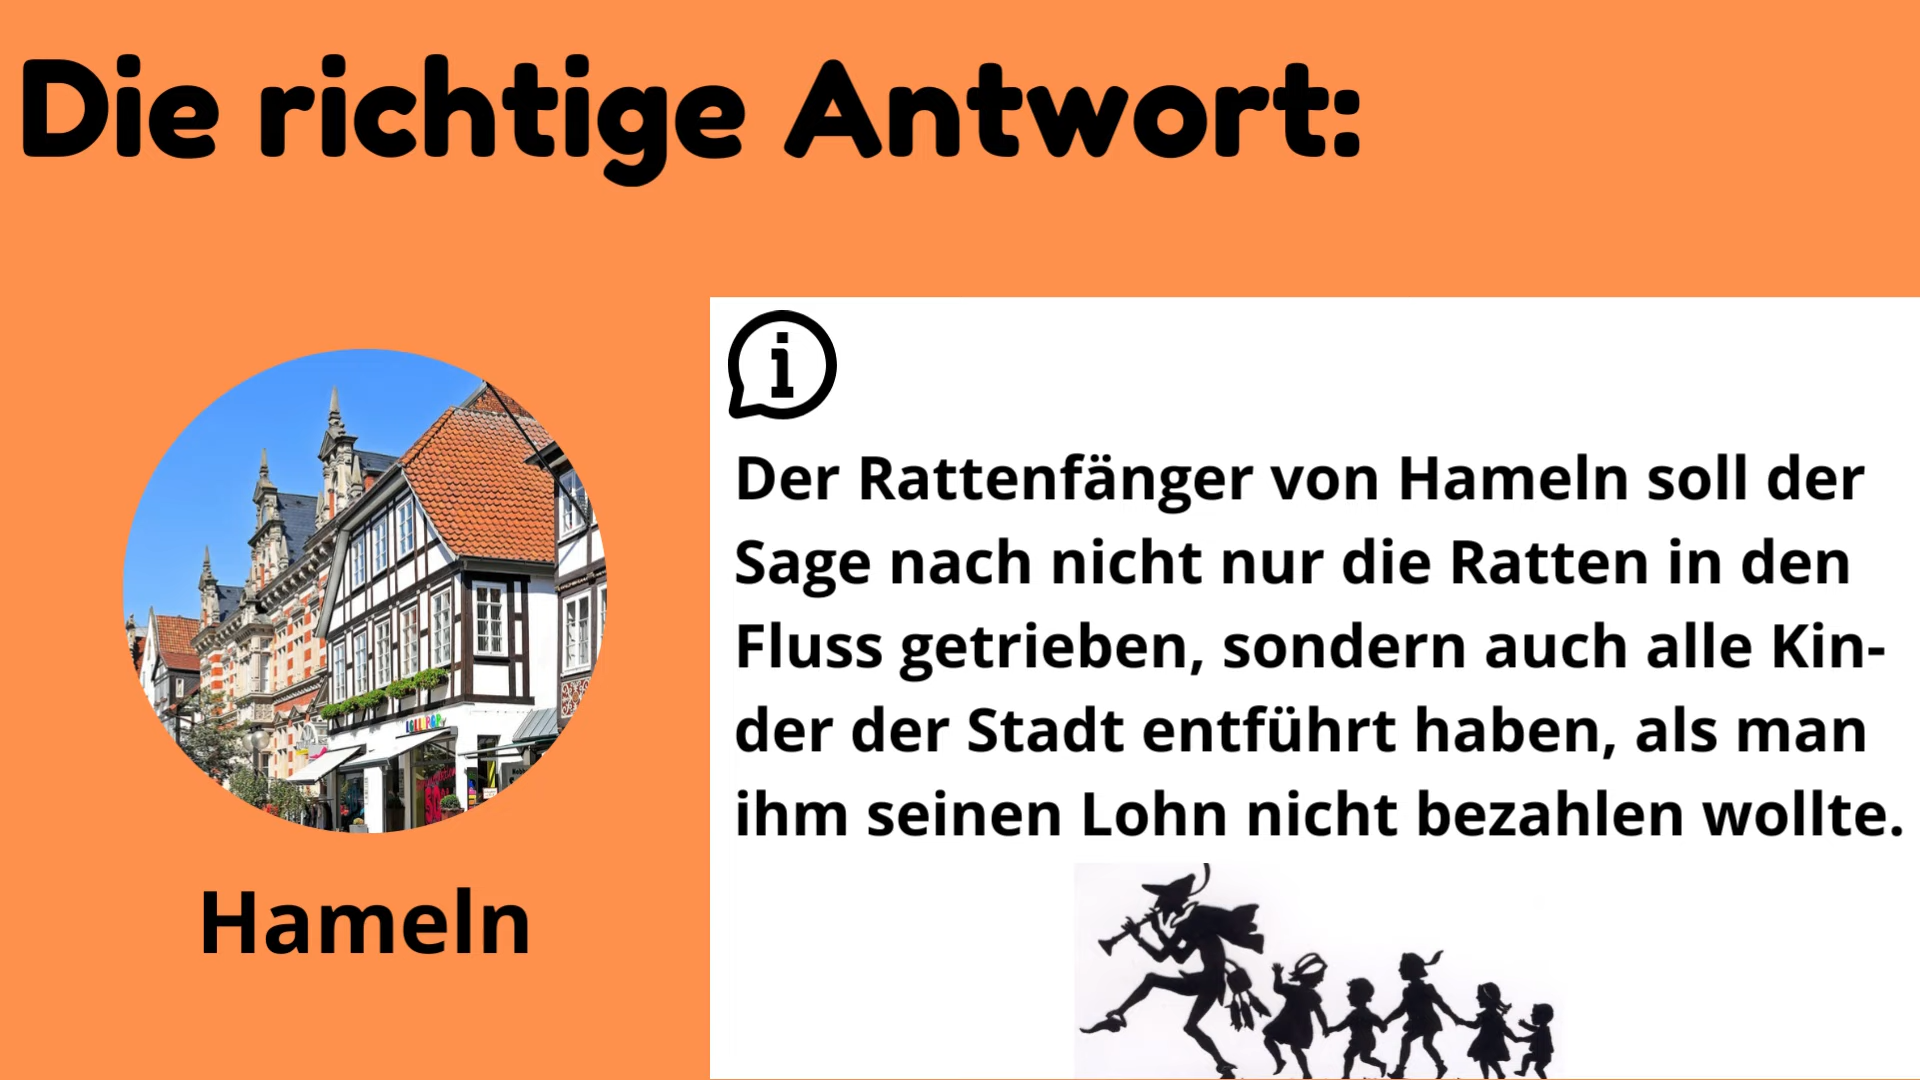 Die richtige Antwort:
i
Der Rattenfänger von Hameln soll der
Sage nach nicht nur die Ratten in den
Fluss getrieben, sondern auch alle Kin-
der der Stadt entführt haben, als man
ihm seinen Lohn nicht bezahlen wollte.
LOLLIPOP
Hameln